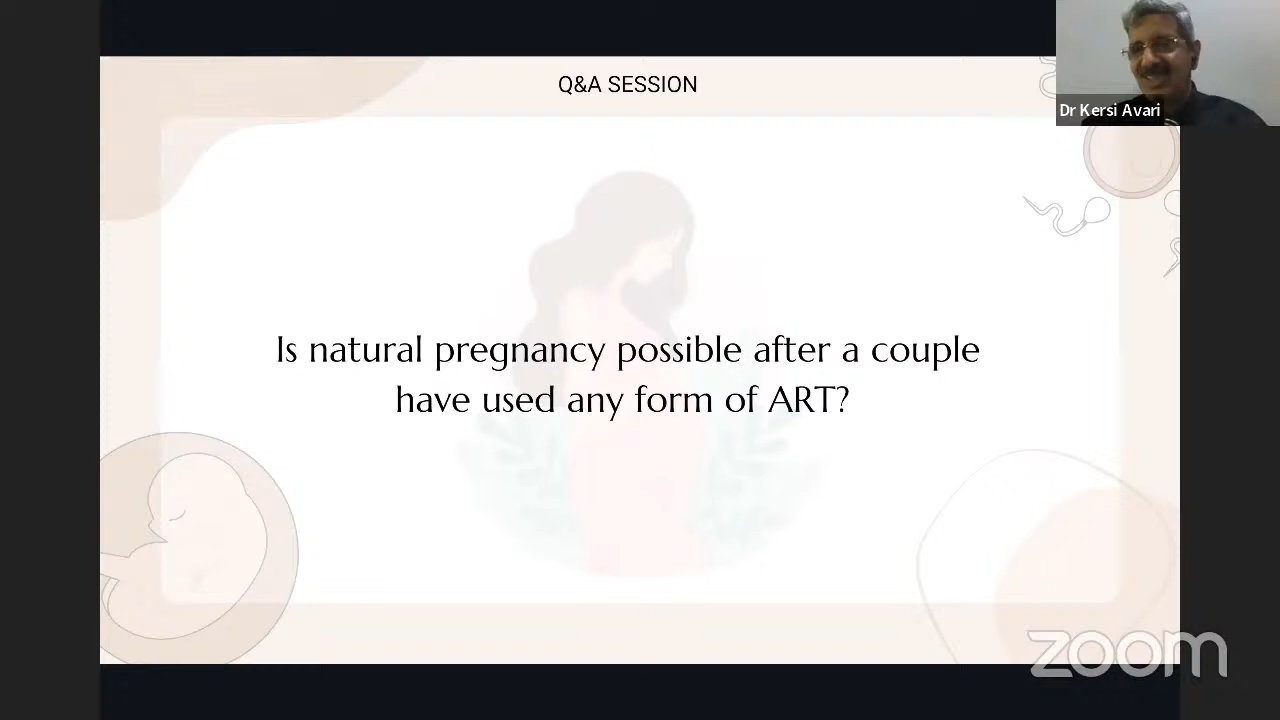 Q&A SESSION
Dr Kersi Avari
Is natural pregnancy possible after a couple
have used any form of ART?
zoom